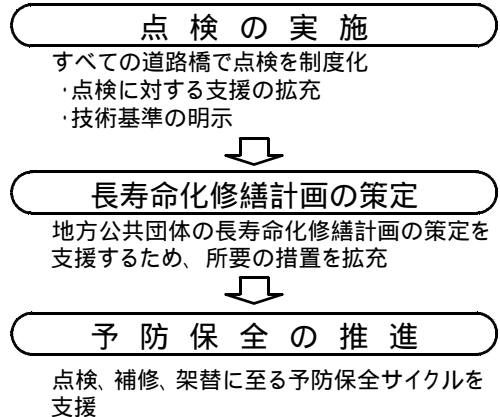 点検の実施
すべての道路橋で点検を制度化
・点検に対する支援の拡充
・技術基準の明示
長寿命化修繕計画の策定
地方公共団体の長寿命化修繕計画の策定を
支援するため、所要の措置を拡充
予防保全の推進
点検、補修、架替に至る予防保全サイクルを
支援